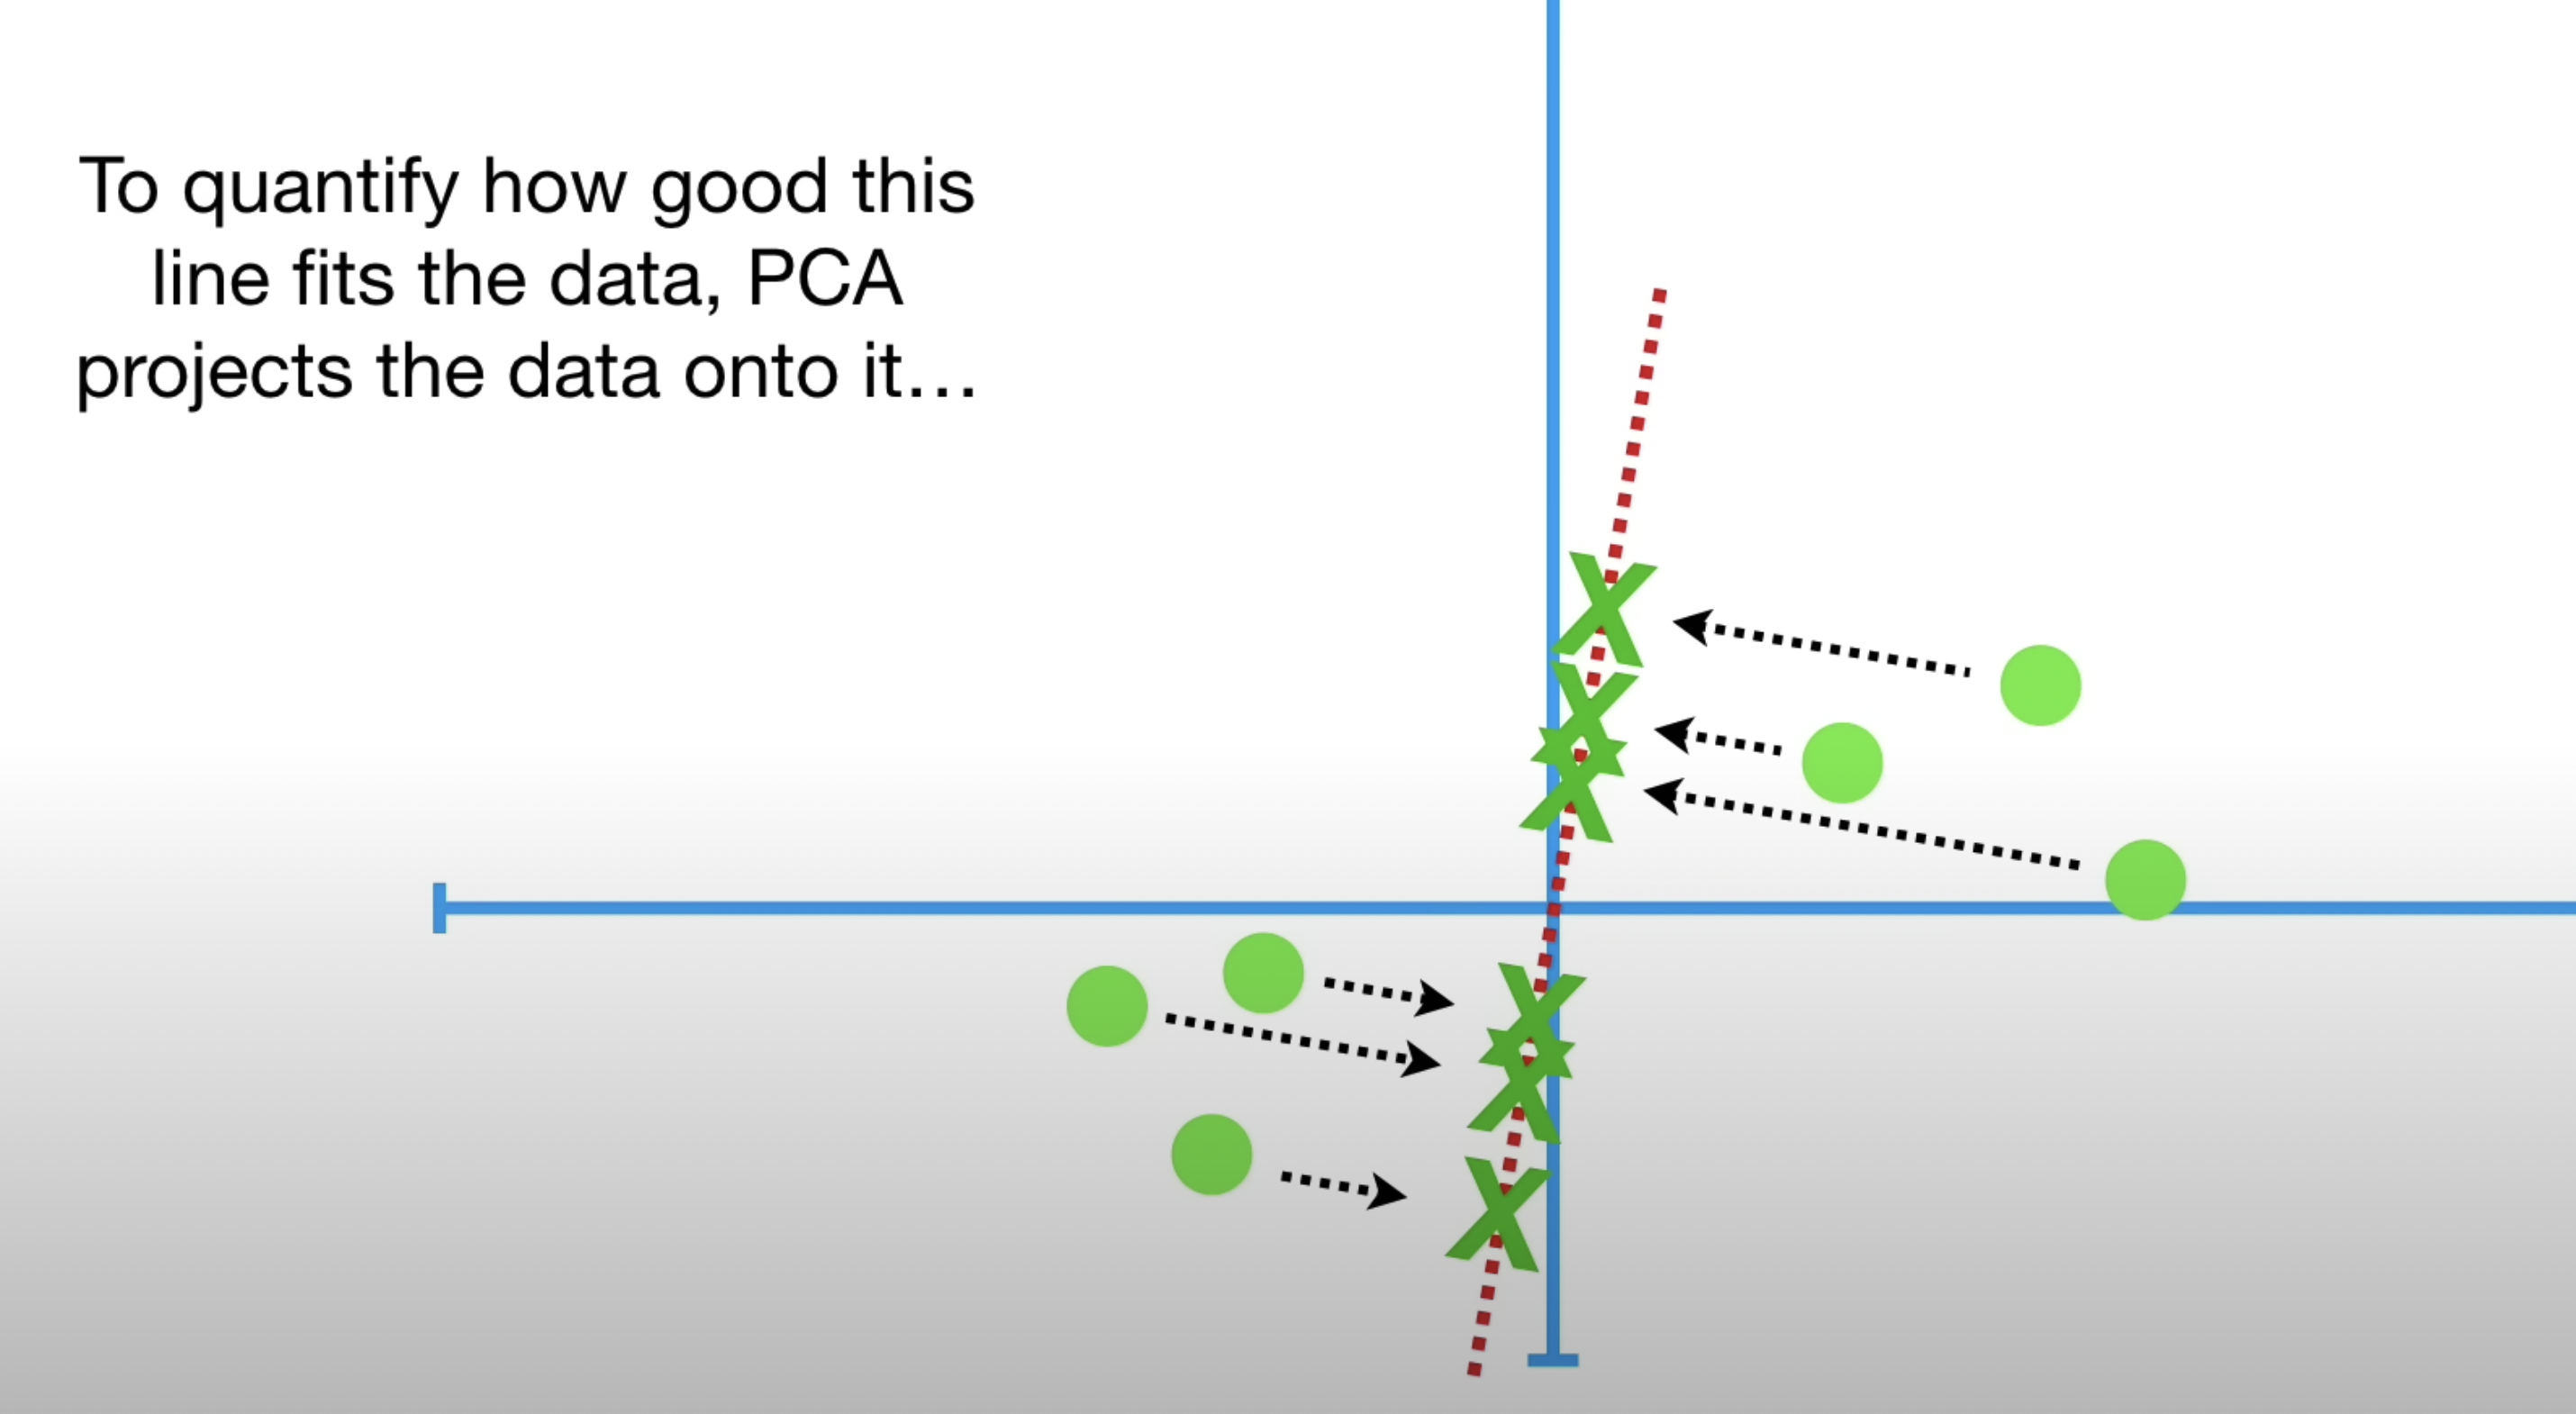 To quantify how good this
line fits the data, PCA
projects the data onto it…